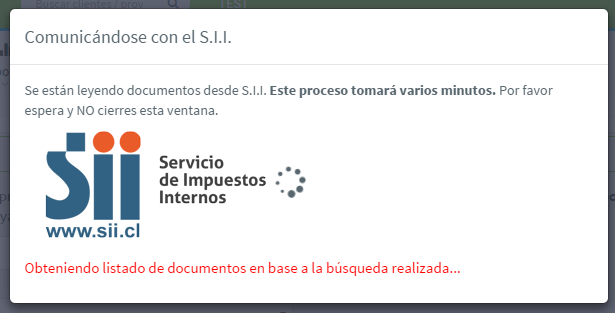 Buscar clientes / prov
Comunicándose con el S.I.I.
Se están leyendo documentos desde S.I.I. Este proceso tomará varios minutos. Por favor
espera y NO cierres esta ventana.
sii
Servicio
de Impuestos
Internos
www.sii.cl
Obteniendo listado de documentos en base a la búsqueda realizada...